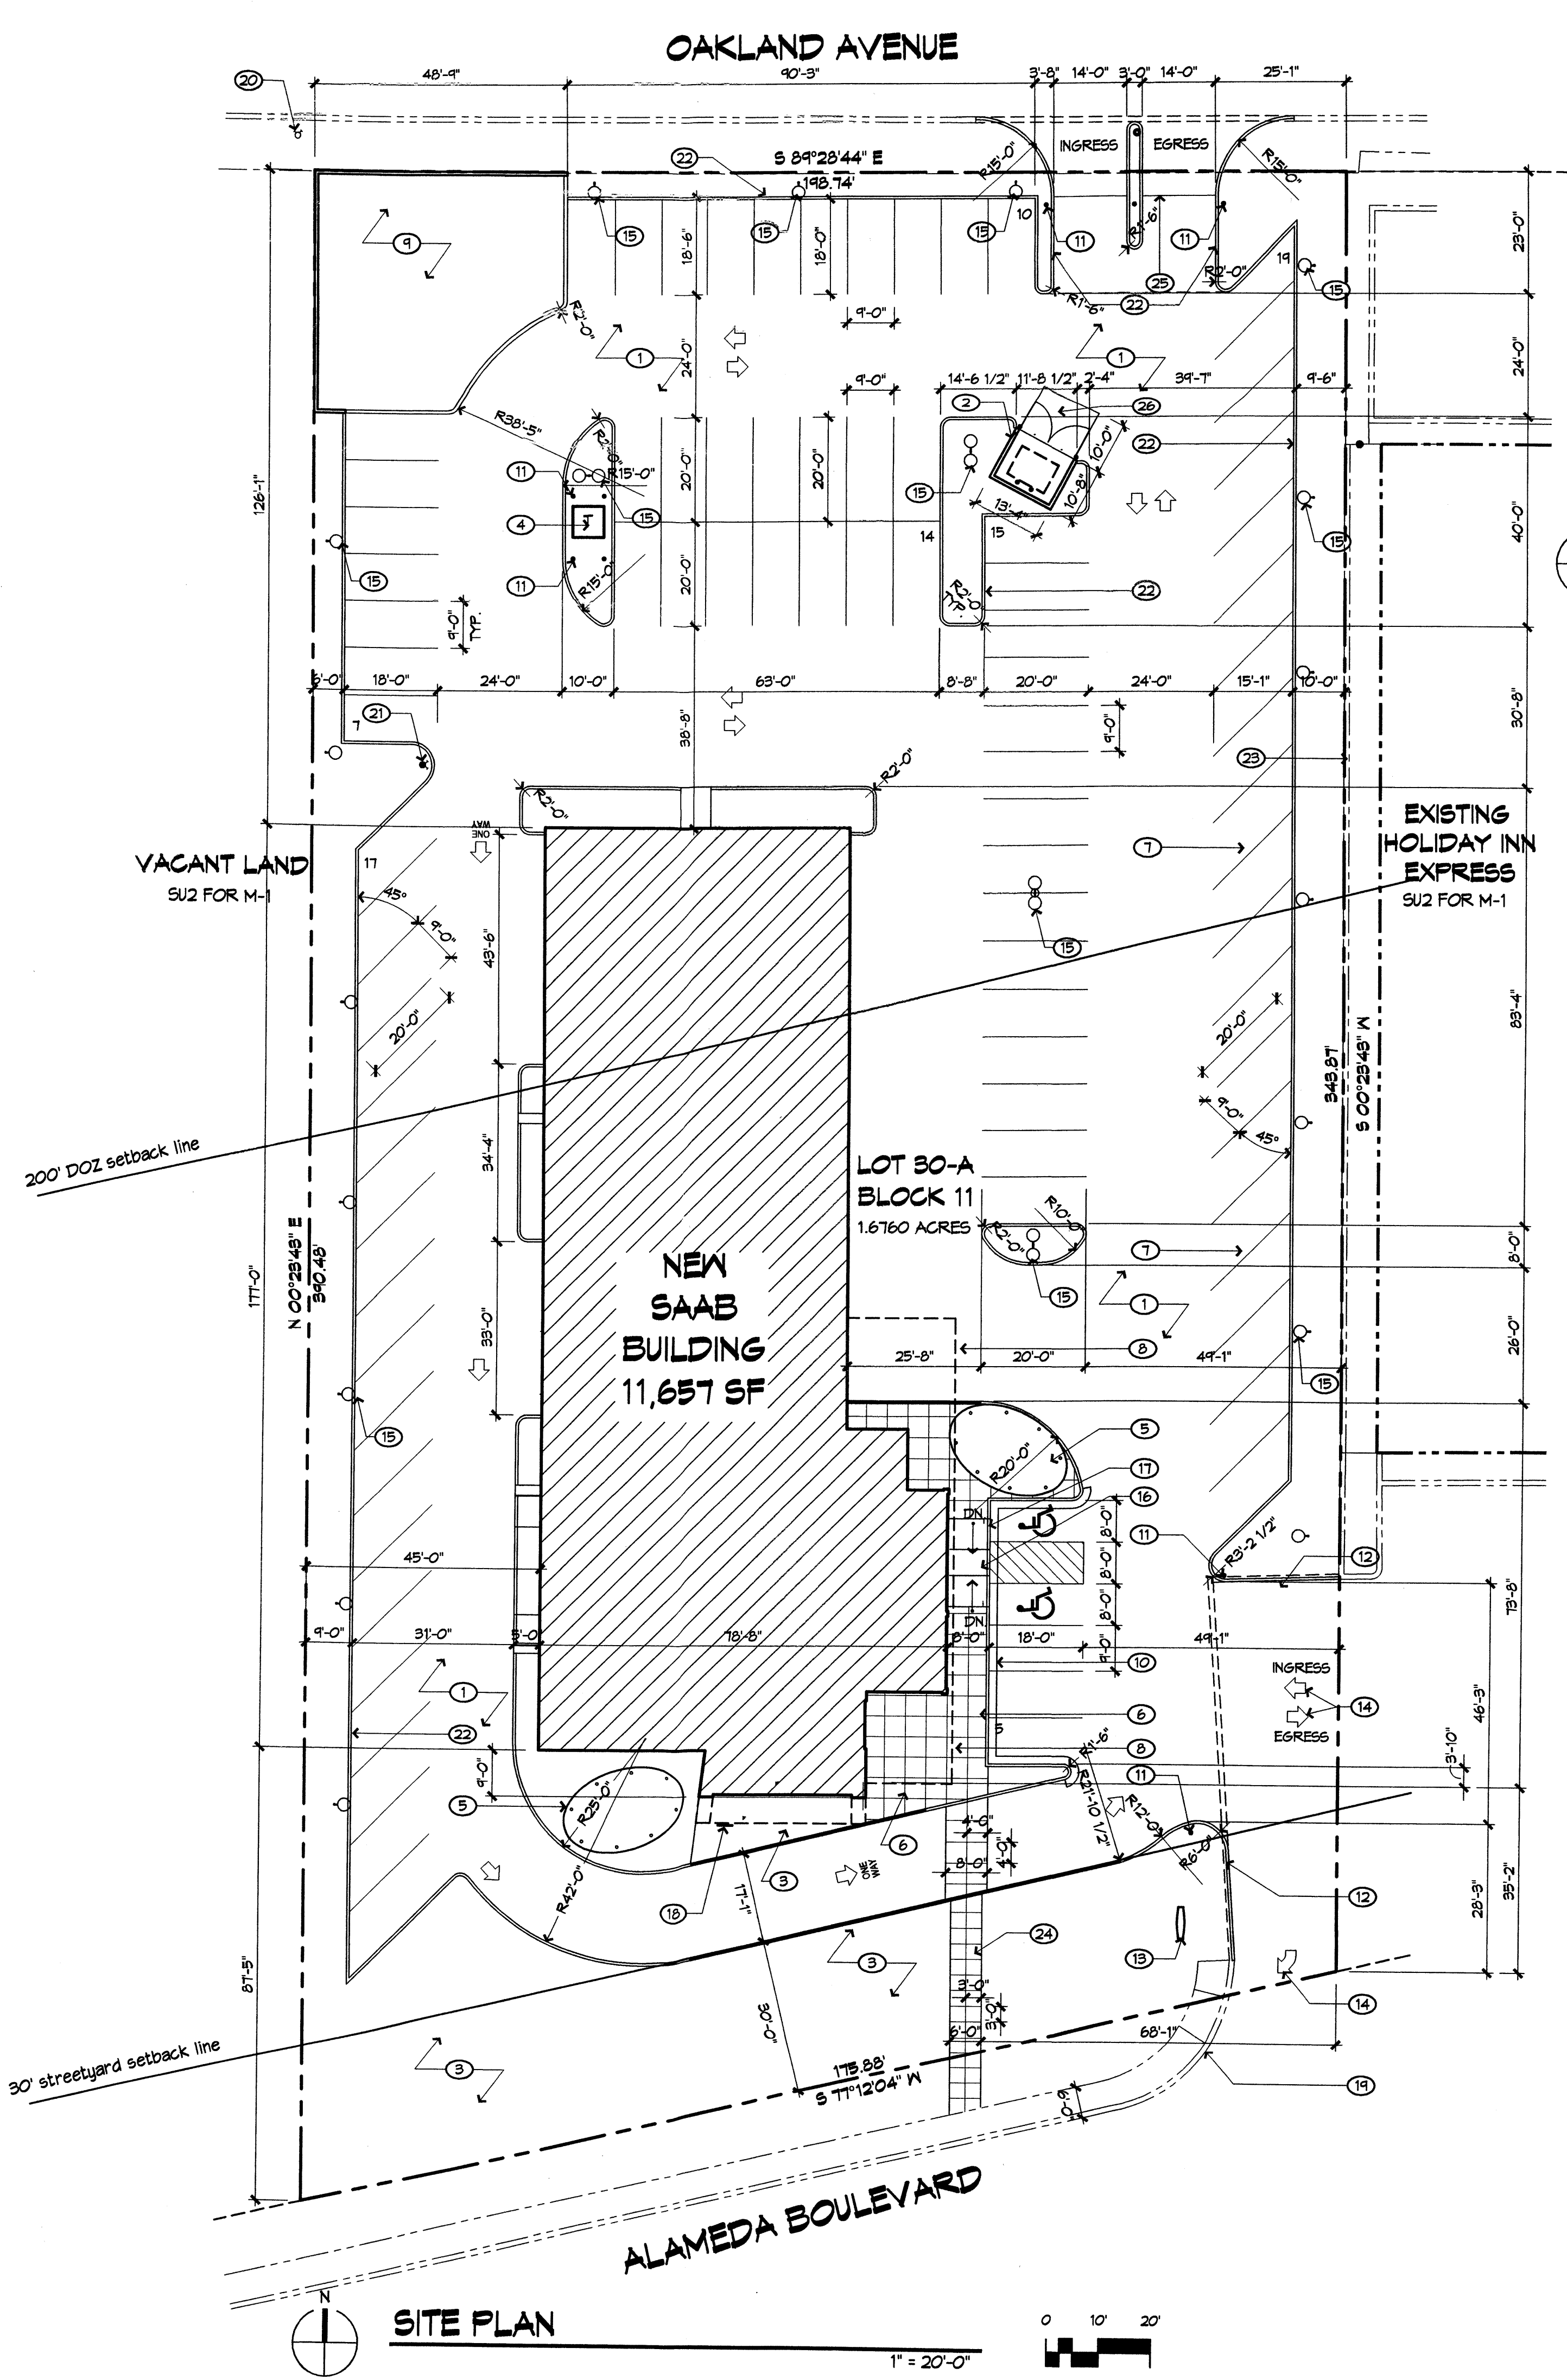 OAKLAND AVENUE
48'-9"
90'-3"
3'-8"
14'-0"
3'-0"
14'-0"
25'-1"
20
INGRESS
EGRESS
R15'-0"
R15'-0"
22
S 89°28'44" E
198.74'
9
15
15
15
10
11
R1'-6"
11
25
22
R2'-0"
19
15
23'-0"
18'-6"
18'-0"
R1'-6"
R2'-0"
9'-0"
1
1
24'-0"
24'-0"
9'-0"
14'-6 1/2"
11'-8 1/2"
2'-4"
39'-7"
9'-6"
2
26
22
R38'-5"
R2'-0"
R15'-0"
11
15
4
11
R15'-0"
20'-0"
20'-0"
20'-0"
15
10'-0"
10'-8"
13'-4"
14
15
15
40'-0"
22
R2'-0
TYP.
126'-1"
15
9'-0"
TYP.
6'-0"
18'-0"
24'-0"
10'-0"
63'-0"
8'-8"
20'-0"
24'-0"
15'-1"
10'-0"
7
21
38'-8"
9'-0"
30'-8"
23
R2'-0"
R2'-0"
ONE
WAY
VACANT LAND
SU2 FOR M-1
17
45°
9'-0"
20'-0"
43'-6"
7
EXISTING
HOLIDAY INN
EXPRESS
SU2 FOR M-1
15
83'-4"
20'-0"
9'-0"
45°
343.87'
S 00°23'43" W
200' DOZ setback line
34'-4"
LOT 30-A
BLOCK 11
1.6760 ACRES
R10'-0
R2'-0"
15
7
8'-0"
N 00°23'43" E
390.48'
177'-0"
33'-0"
NEW
SAAB
BUILDING
11,657 SF
1
26'-0"
8
25'-8"
20'-0"
49'-1"
15
15
5
R20'-0"
17
16
DN.
8'-0"
11
R3'-2 1/2"
12
8'-0"
8'-0"
DN.
45'-0"
9'-0"
31'-0"
5'-0
78'-8"
8'-0"
18'-0"
9'-0"
49'-1"
73'-8"
10
INGRESS
14
EGRESS
46'-3"
1
22
6
5
8
3'-10"
R1'-6"
11
R21'-10 1/2"
R12'-0"
R6'-0"
9'-0"
5
R25'-0"
6
4'-0"
4'-0"
8'-0"
ONE
WAY
3
18
17'-1"
R42'-0"
12
28'-3"
35'-2"
24
13
3
14
87'-5"
3'-0"
3'-0"
6'-0"
68'-1"
30'-0"
175.88'
S 77°12'04" W
30' streetyard setback line
3
19
6'-0"
ALAMEDA BOULEVARD
N
SITE PLAN
1" = 20'-0"
0 10' 20'